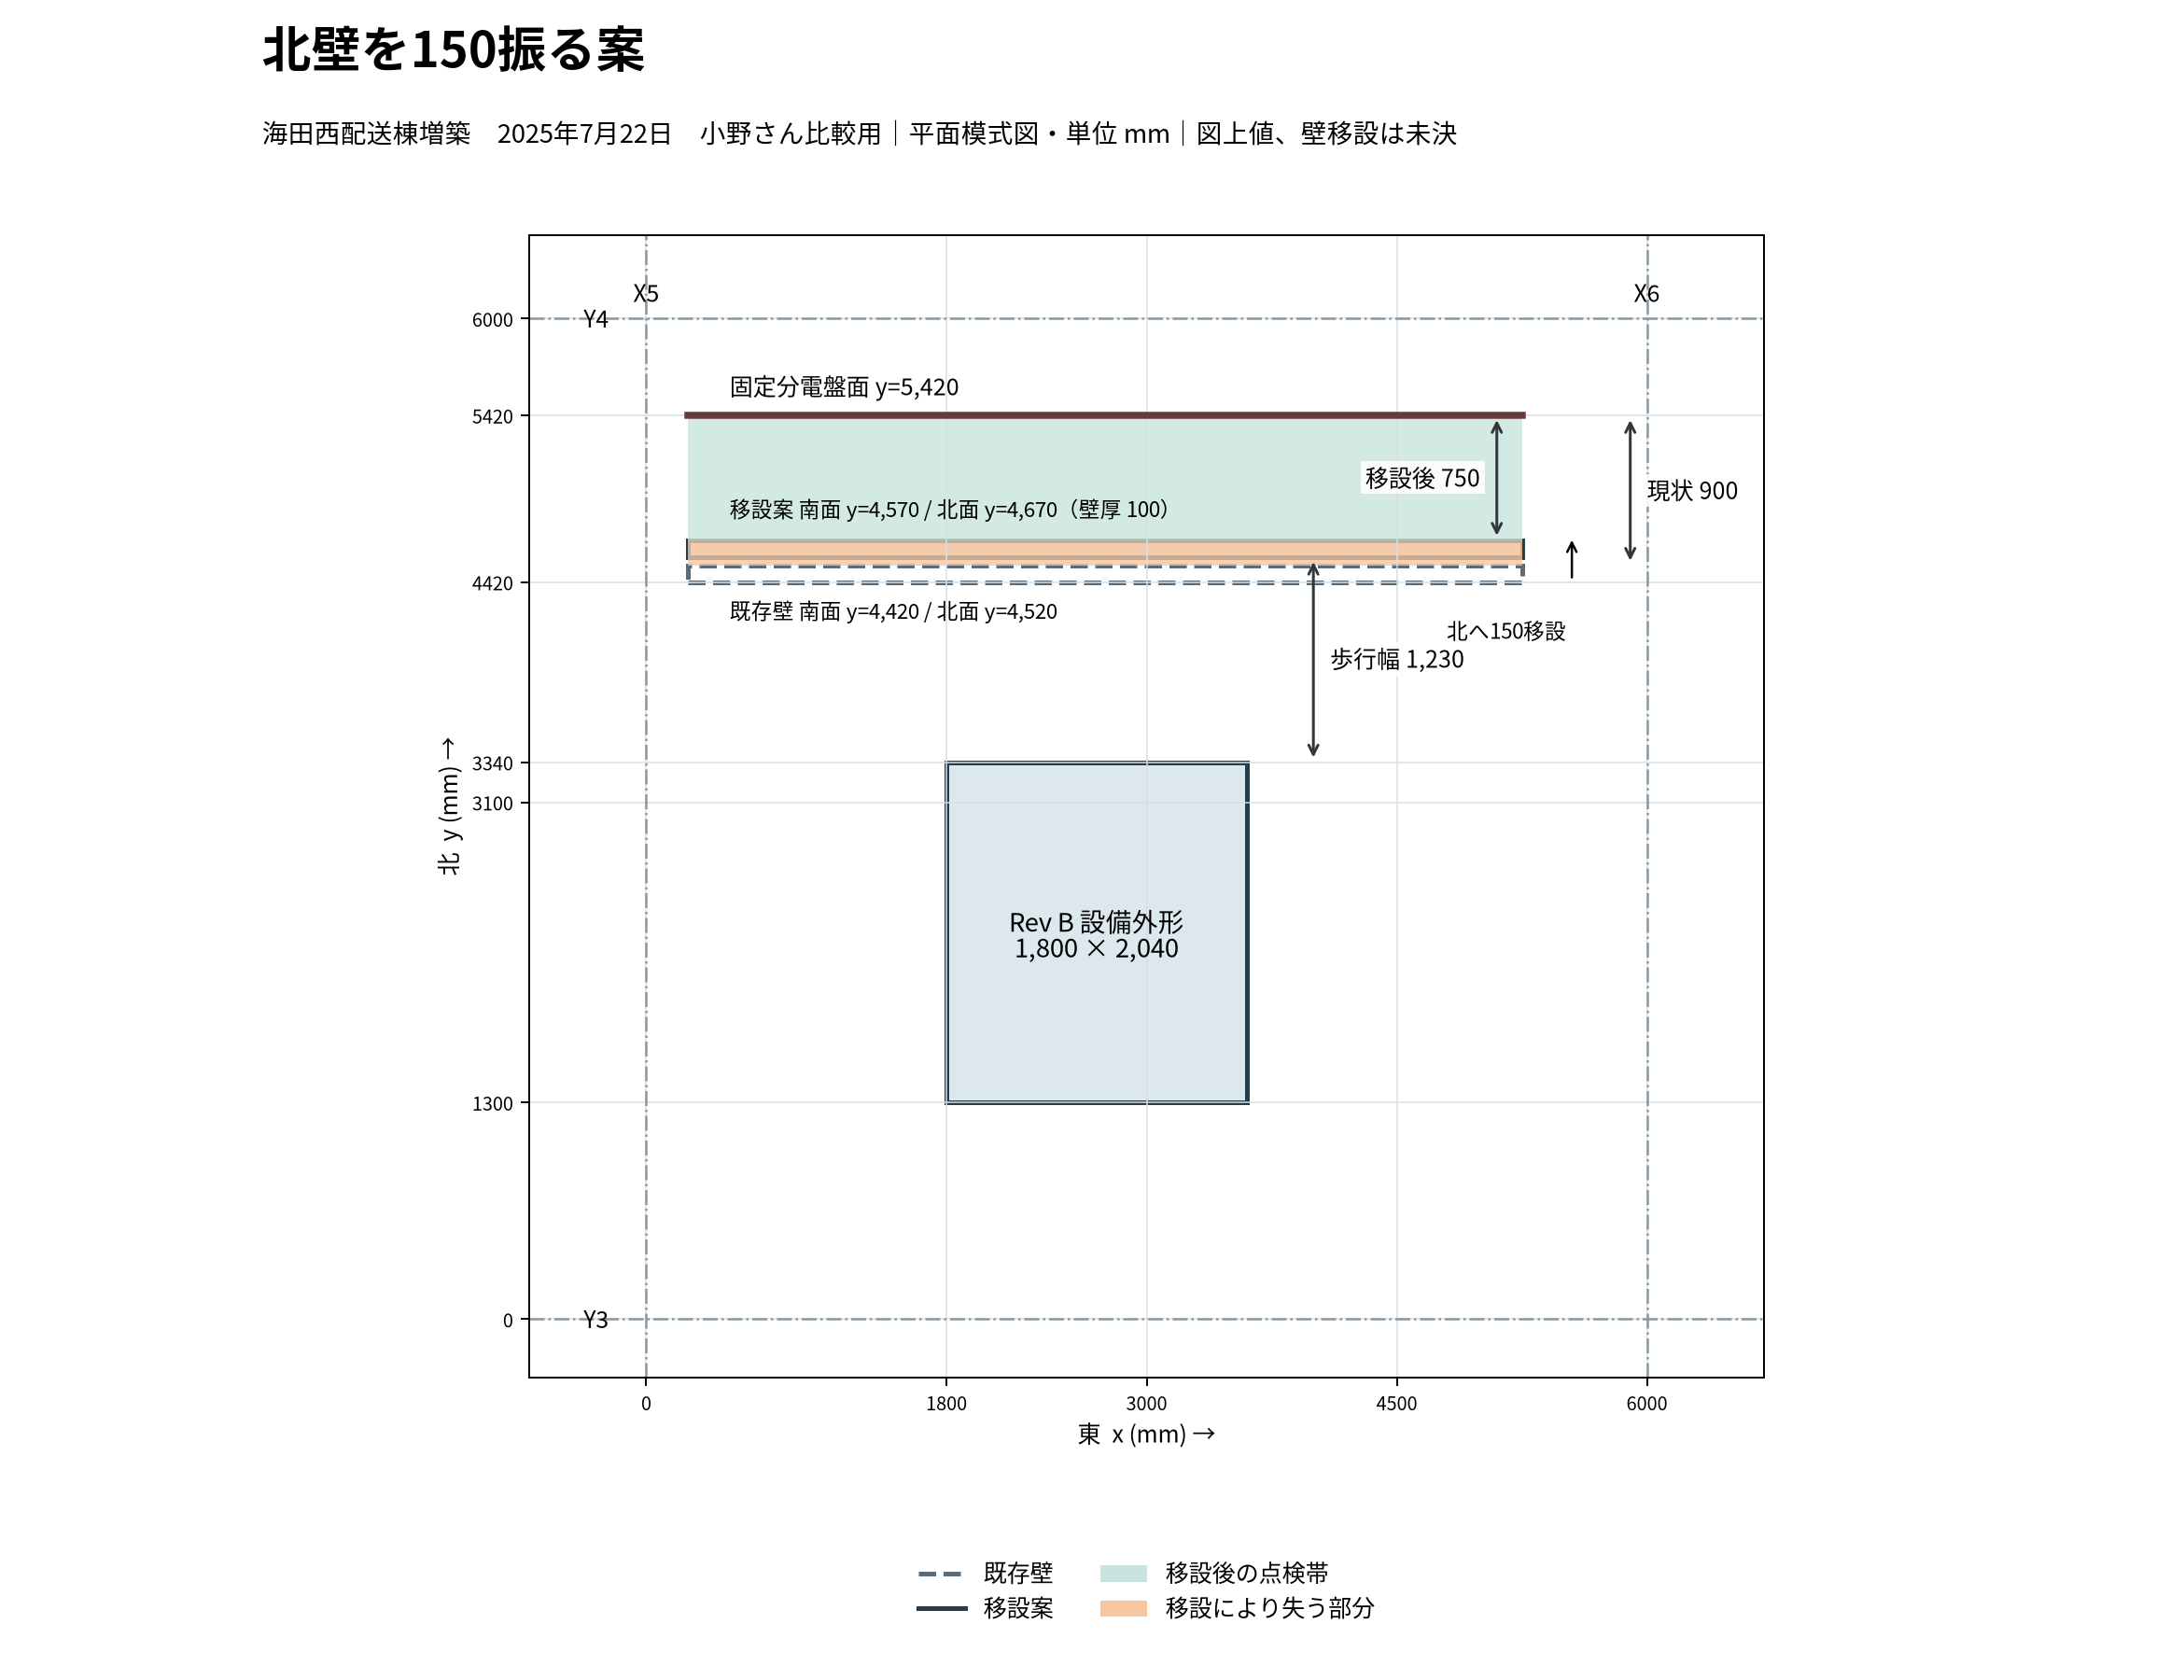 北壁を150振る案
海田西配送棟増築　2025年7月22日　小野さん比較用｜平面模式図・単位 mm｜図上値、壁移設は未決
X5
X6
6000
Y4
固定分電盤面 y=5,420
5420
移設後 750
現状 900
移設案 南面 y=4,570 / 北面 y=4,670（壁厚 100）
4420
既存壁 南面 y=4,420 / 北面 y=4,520
北へ150移設
歩行幅 1,230
3340
3100
北 y (mm) →
Rev B 設備外形
1,800 × 2,040
1300
0
Y3
0
1800
3000
4500
6000
東 x (mm) →
既存壁
移設案
移設後の点検帯
移設により失う部分